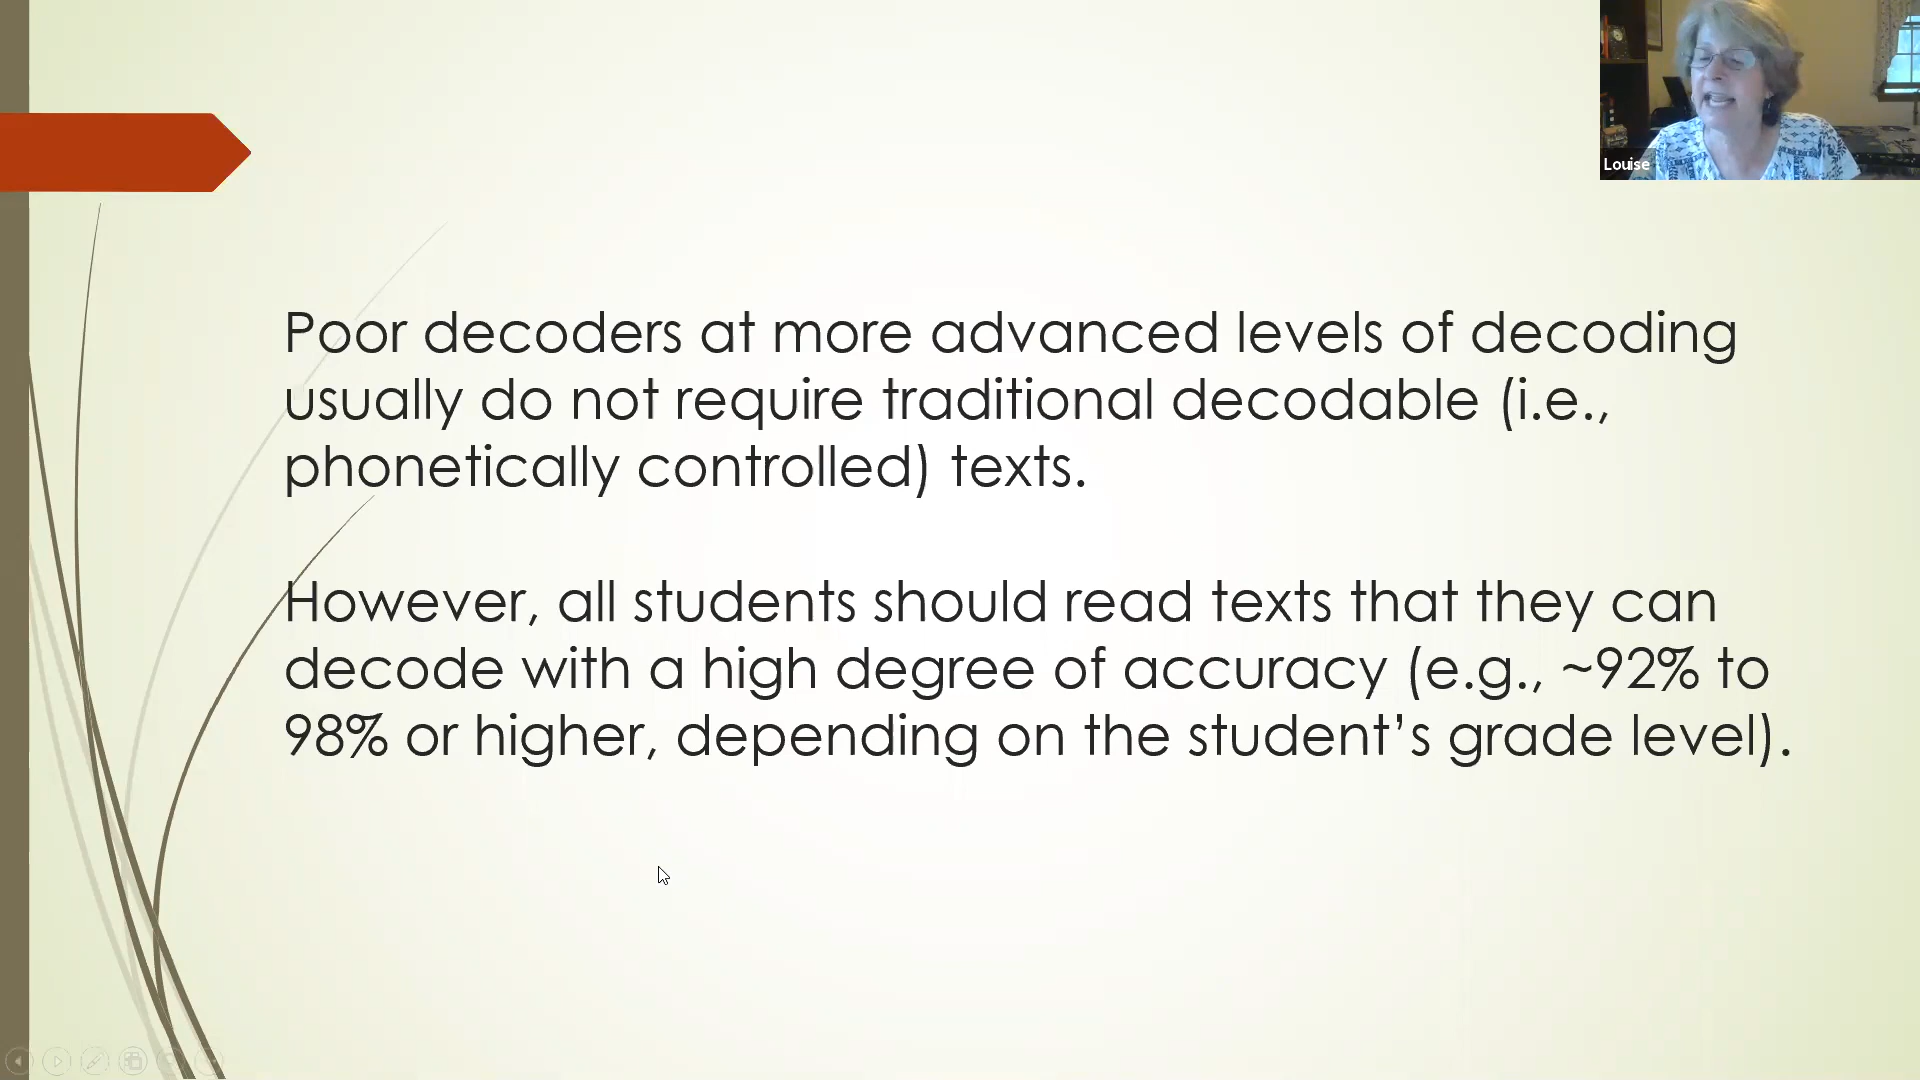 Louise
Poor decoders at more advanced levels of decoding
usually do not require traditional decodable (i.e.,
phonetically controlled) texts.
However, all students should read texts that they can
decode with a high degree of accuracy (e.g., ~92% to
98% or higher, depending on the student’s grade level).